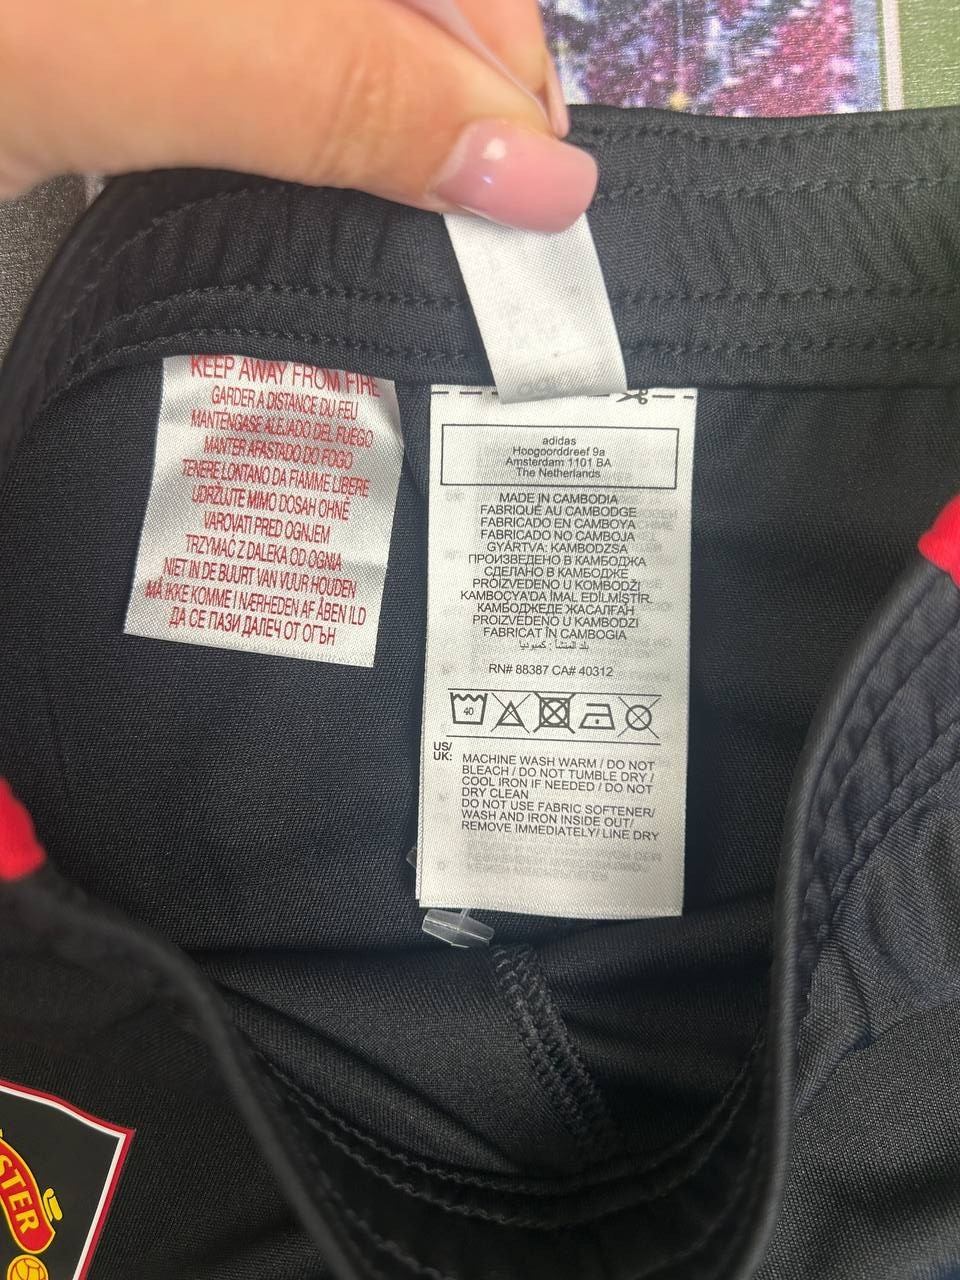 KEEP AWAY FROM FIRE
GARDER A DISTANCE DU FEU
MANTÉNGASE ALEJADO DEL FUEGO
MANTER AFASTADO DO FOGO
TENERE LONTANO DA FIAMME LIBERE
UDRŽUJTE MIMO DOSAH OHNĚ
VAROVATI PRED OGNJEM
TRZYMAĆ Z DALEKA OD OGNIA
NIET IN DE BUURT VAN VUUR HOUDEN
MÅ IKKE KOMME I NÆRHEDEN AF ÅBEN ILD
ДА СЕ ПАЗИ ДАЛЕЧ ОТ ОГЪН
adidas
Hoogoorddreef 9a
Amsterdam 1101 BA
The Netherlands
MADE IN CAMBODIA
FABRIQUÉ AU CAMBODGE
FABRICADO EN CAMBOYA
FABRICADO NO CAMBOJA
GYÁRTVA: KAMBODZSA
ПРОИЗВЕДЕНО В КАМБОДЖА
СДЕЛАНО В КАМБОДЖЕ
PROIZVEDENO U KOMBODŽI
KAMBOÇYA'DA İMAL EDİLMİŞTİR.
КАМБОДЖЕДЕ ЖАСАЛҒАН
PROIZVEDENO U KAMBODZI
FABRICAT ÎN CAMBOGIA
بلد المنشأ : كمبوديا
RN# 88387 CA# 40312
40
US/
UK:
MACHINE WASH WARM / DO NOT
BLEACH / DO NOT TUMBLE DRY /
COOL IRON IF NEEDED / DO NOT
DRY CLEAN
DO NOT USE FABRIC SOFTENER/
WASH AND IRON INSIDE OUT/
REMOVE IMMEDIATELY/ LINE DRY
STER